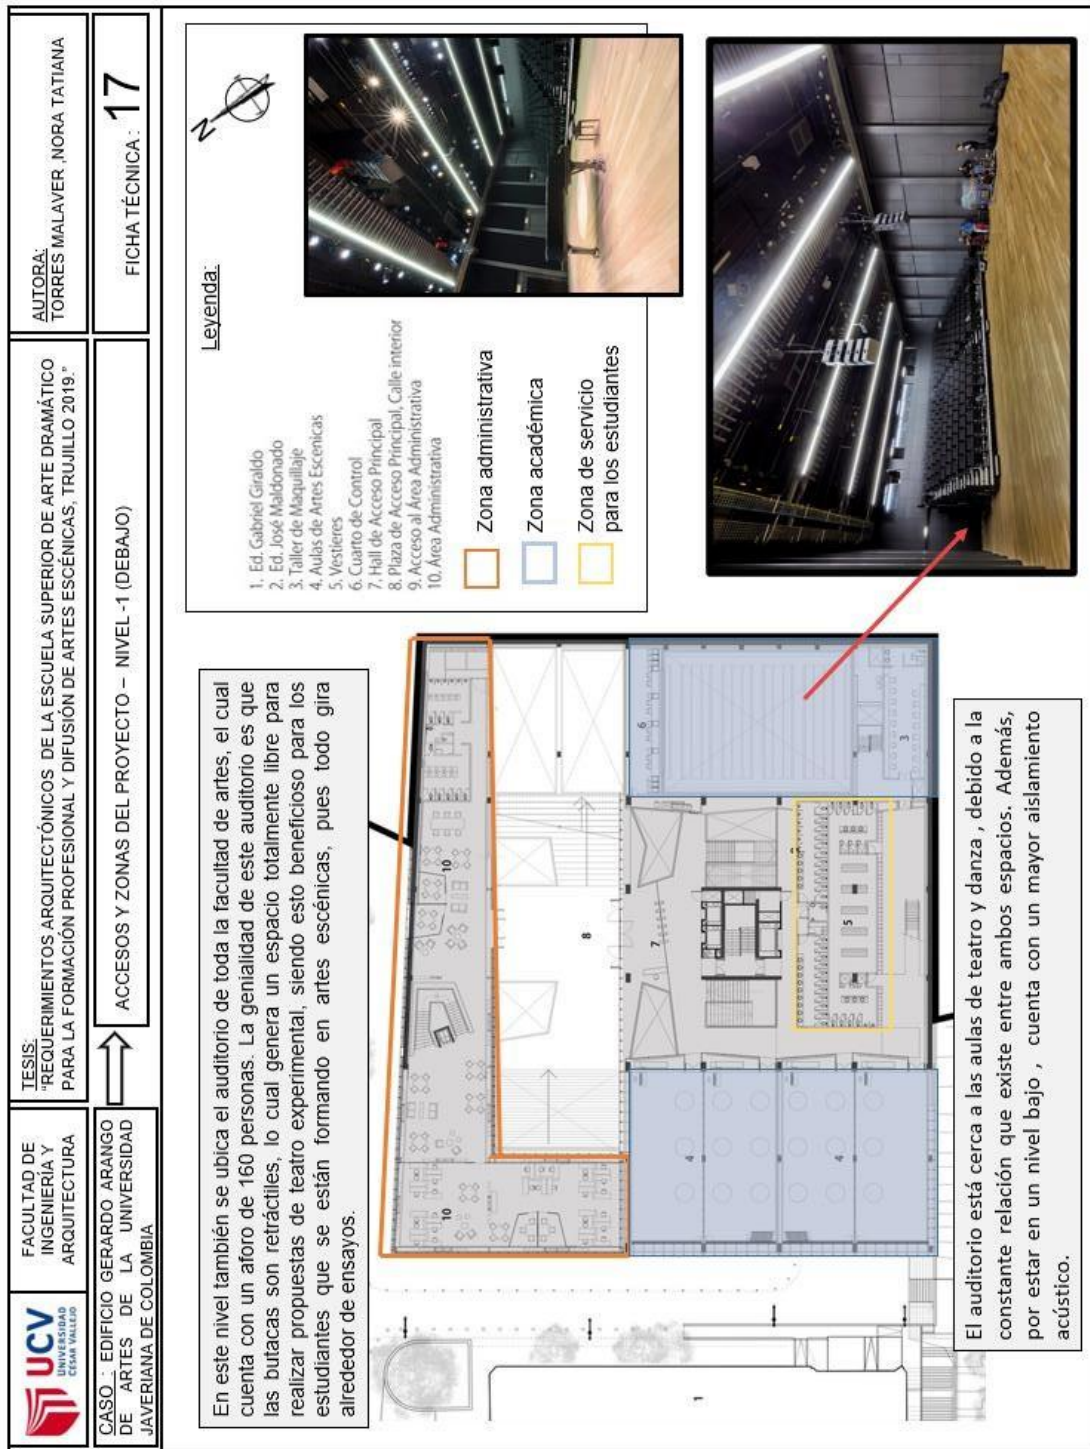 UCV
UNIVERSIDAD
CÉSAR VALLEJO
FACULTAD DE
INGENIERÍA Y
ARQUITECTURA
TESIS:
"REQUERIMIENTOS ARQUITECTÓNICOS DE LA ESCUELA SUPERIOR DE ARTE DRAMÁTICO
PARA LA FORMACIÓN PROFESIONAL Y DIFUSIÓN DE ARTES ESCÉNICAS, TRUJILLO 2019."
AUTORA:
TORRES MALAVER ,NORA TATIANA
CASO : EDIFICIO GERARDO ARANGO
DE ARTES DE LA UNIVERSIDAD
JAVERIANA DE COLOMBIA
ACCESOS Y ZONAS DEL PROYECTO – NIVEL -1 (DEBAJO)
FICHA TÉCNICA : 17
En este nivel también se ubica el auditorio de toda la facultad de artes, el cual
cuenta con un aforo de 160 personas. La genialidad de este auditorio es que
las butacas son retráctiles, lo cual genera un espacio totalmente libre para
realizar propuestas de teatro experimental, siendo esto beneficioso para los
estudiantes que se están formando en artes escénicas, pues todo gira
alrededor de ensayos.
Leyenda:
N
1. Ed. Gabriel Giraldo
2. Ed. José Maldonado
3. Taller de Maquillaje
4. Aulas de Artes Escenicas
5. Vestieres
6. Cuarto de Control
7. Hall de Acceso Principal
8. Plaza de Acceso Principal, Calle interior
9. Acceso al Área Administrativa
10. Área Administrativa
Zona administrativa
Zona académica
Zona de servicio
para los estudiantes
10
10
8
7
6
5
4
4
3
1
El auditorio está cerca a las aulas de teatro y danza , debido a la
constante relación que existe entre ambos espacios. Además,
por estar en un nivel bajo , cuenta con un mayor aislamiento
acústico.